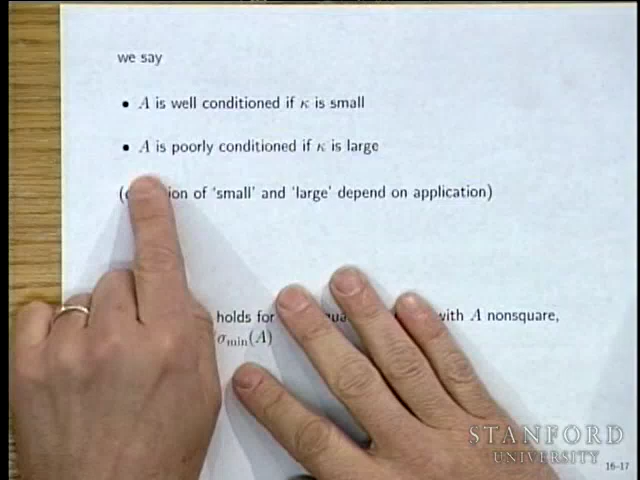 we say
• A is well conditioned if κ is small
• A is poorly conditioned if κ is large
of 'small' and 'large' depend on application)
holds for with A nonsquare,
σmin(A)
STANFORD
UNIVERSITY
16-17